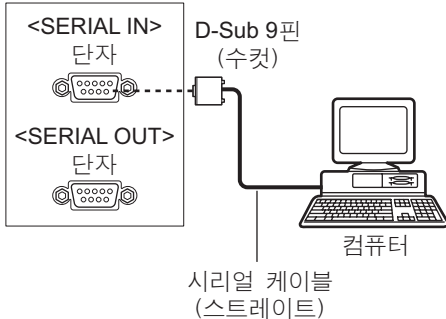 <SERIAL IN>
단자
D-Sub 9핀
(수컷)
<SERIAL OUT>
단자
컴퓨터
시리얼 케이블
(스트레이트)